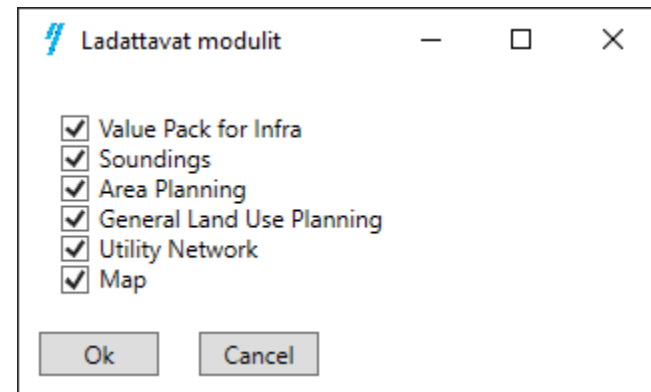 Ladattavat modulit
Value Pack for Infra
Soundings
Area Planning
General Land Use Planning
Utility Network
Map
Ok Cancel